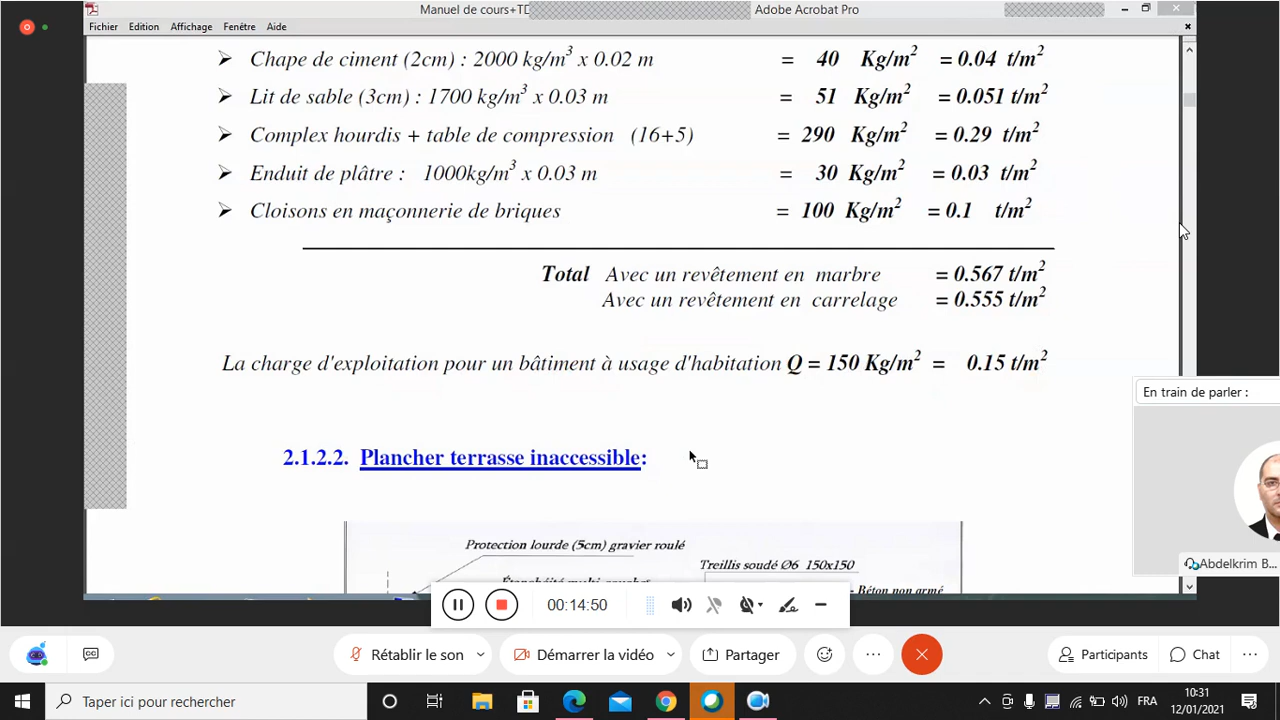 Manuel de cours+TD
Adobe Acrobat Pro
Fichier Edition Affichage Fenêtre Aide
➢ Chape de ciment (2cm) : 2000 kg/m³ x 0.02 m = 40 Kg/m² = 0.04 t/m²
➢ Lit de sable (3cm) : 1700 kg/m³ x 0.03 m = 51 Kg/m² = 0.051 t/m²
➢ Complex hourdis + table de compression (16+5) = 290 Kg/m² = 0.29 t/m²
➢ Enduit de plâtre : 1000kg/m³ x 0.03 m = 30 Kg/m² = 0.03 t/m²
➢ Cloisons en maçonnerie de briques = 100 Kg/m² = 0.1 t/m²
Total Avec un revêtement en marbre = 0.567 t/m²
Avec un revêtement en carrelage = 0.555 t/m²
La charge d'exploitation pour un bâtiment à usage d'habitation Q = 150 Kg/m² = 0.15 t/m²
En train de parler :
2.1.2.2. Plancher terrasse inaccessible:
Protection lourde (5cm) gravier roulé
Treillis soudé Ø6 150x150
Abdelkrim B...
Étanchéité multi-couche
- Béton non armé
00:14:50
Rétablir le son
Démarrer la vidéo
Partager
Participants
Chat
Taper ici pour rechercher
FRA
10:31
12/01/2021